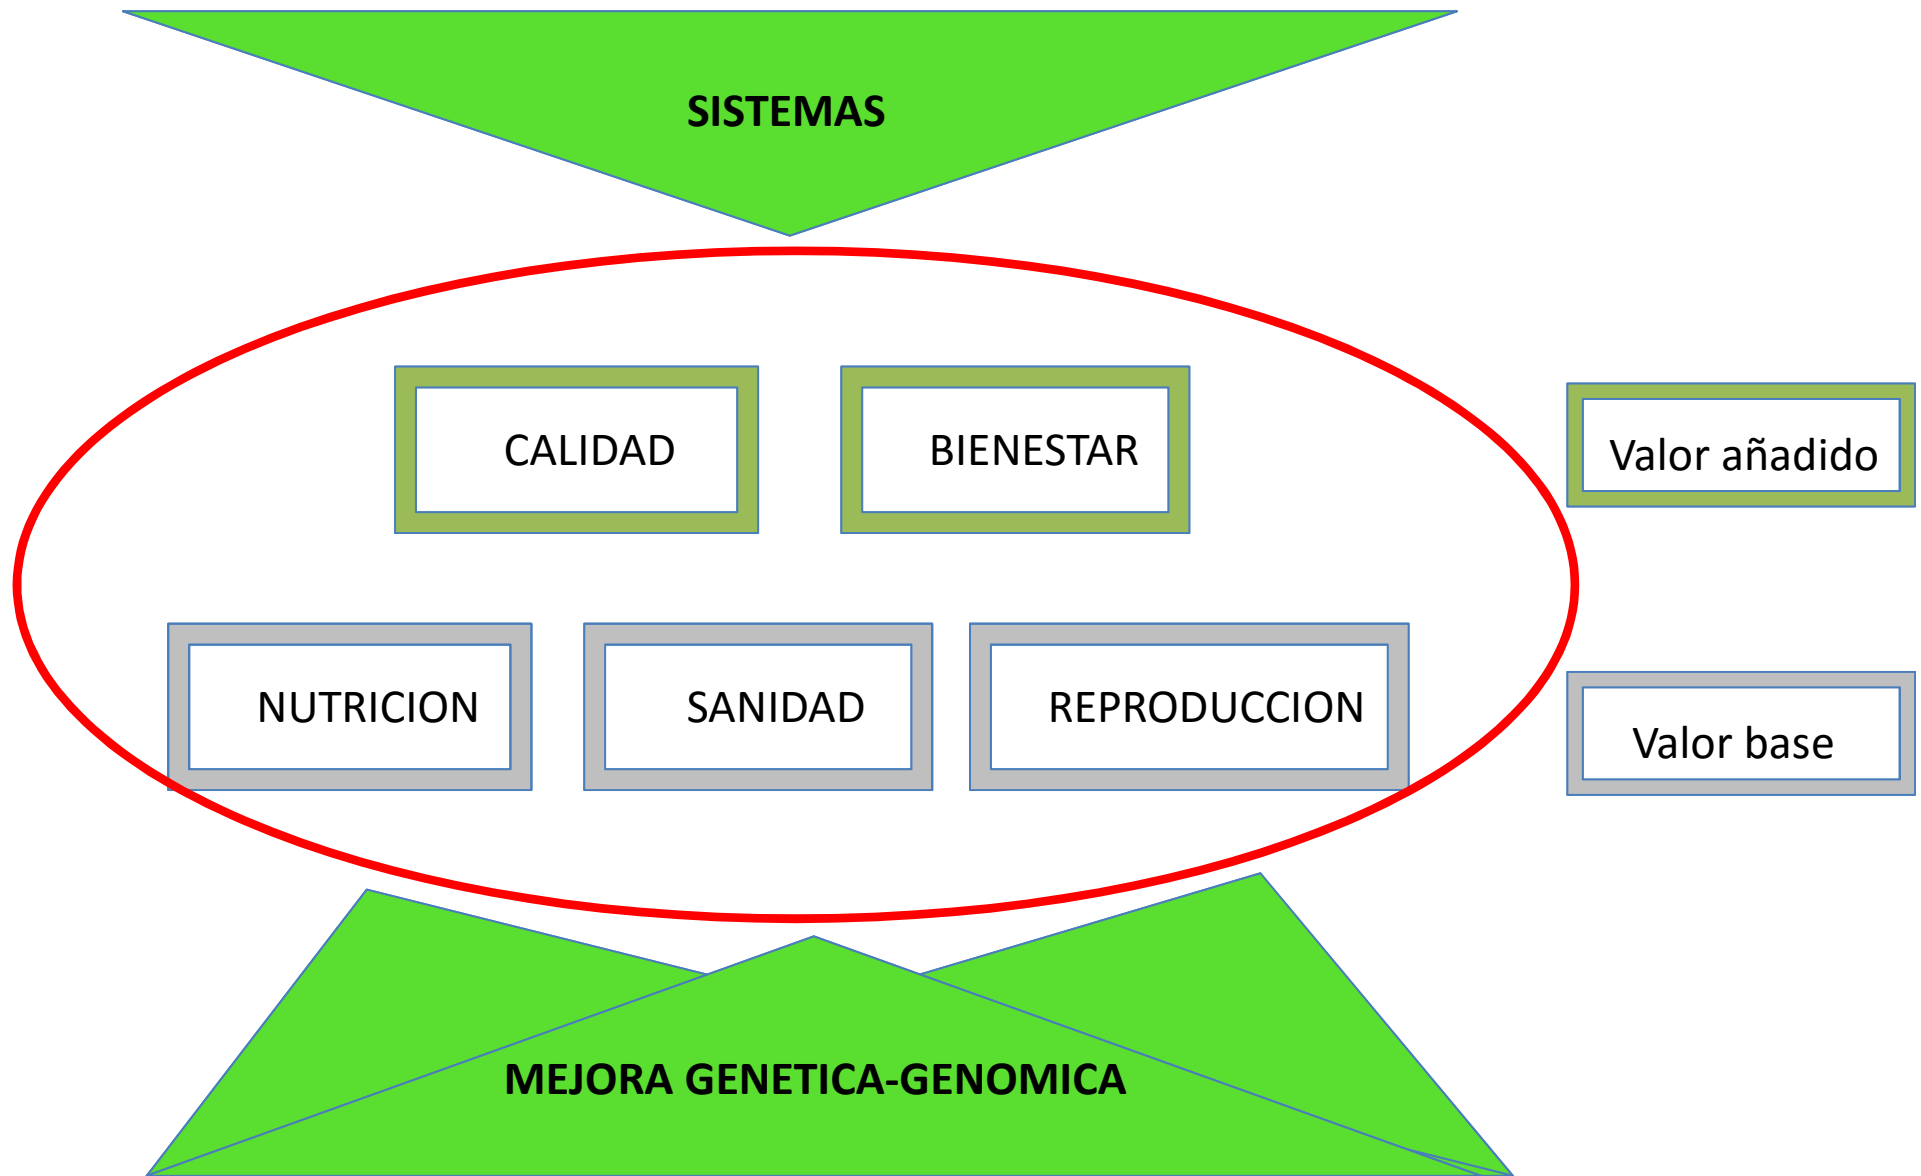 SISTEMAS
CALIDAD
BIENESTAR
Valor añadido
NUTRICION
SANIDAD
REPRODUCCION
Valor base
MEJORA GENETICA-GENOMICA